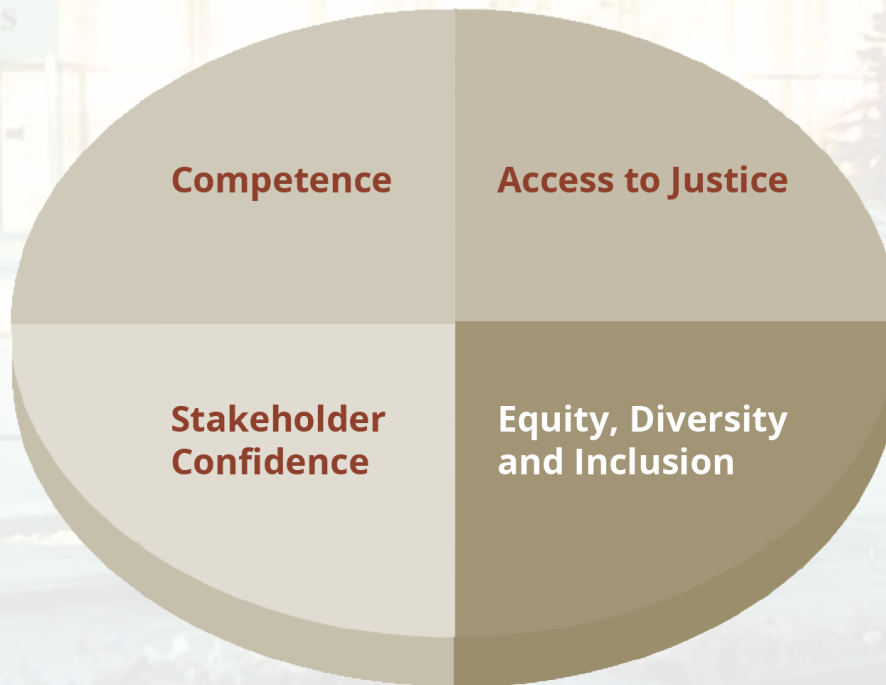 Competence
Access to Justice
Stakeholder
Confidence
Equity, Diversity
and Inclusion